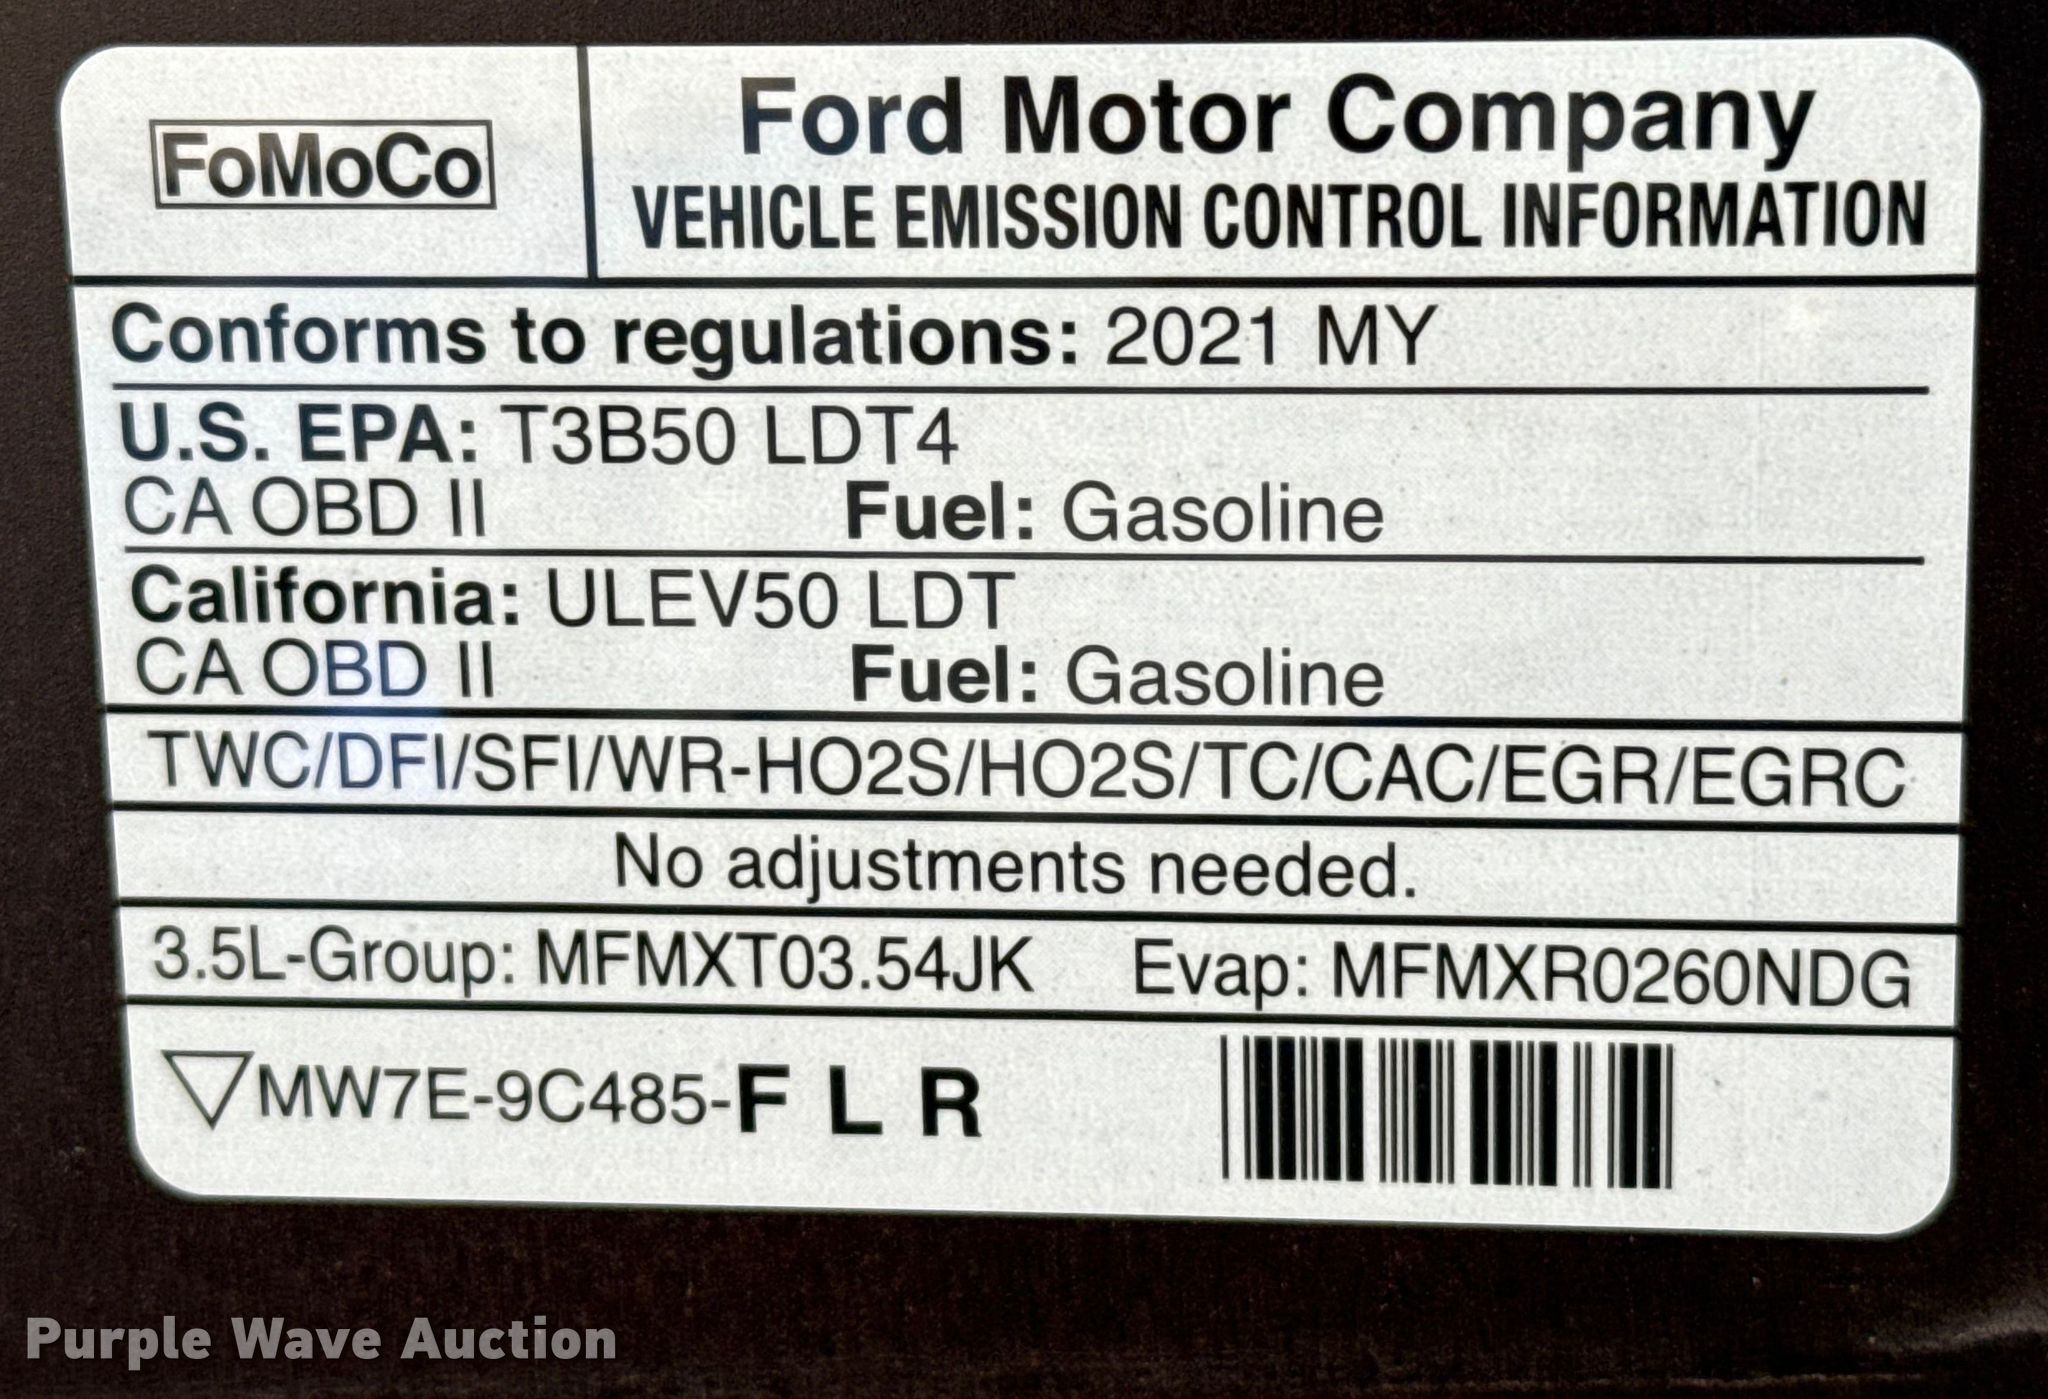 FoMoCo
Ford Motor Company
VEHICLE EMISSION CONTROL INFORMATION
Conforms to regulations: 2021 MY
U.S. EPA: T3B50 LDT4
CA OBD II Fuel: Gasoline
California: ULEV50 LDT
CA OBD II Fuel: Gasoline
TWC/DFI/SFI/WR-HO2S/HO2S/TC/CAC/EGR/EGRC
No adjustments needed.
3.5L-Group: MFMXT03.54JK Evap: MFMXR0260NDG
MW7E-9C485-F L R
Purple Wave Auction